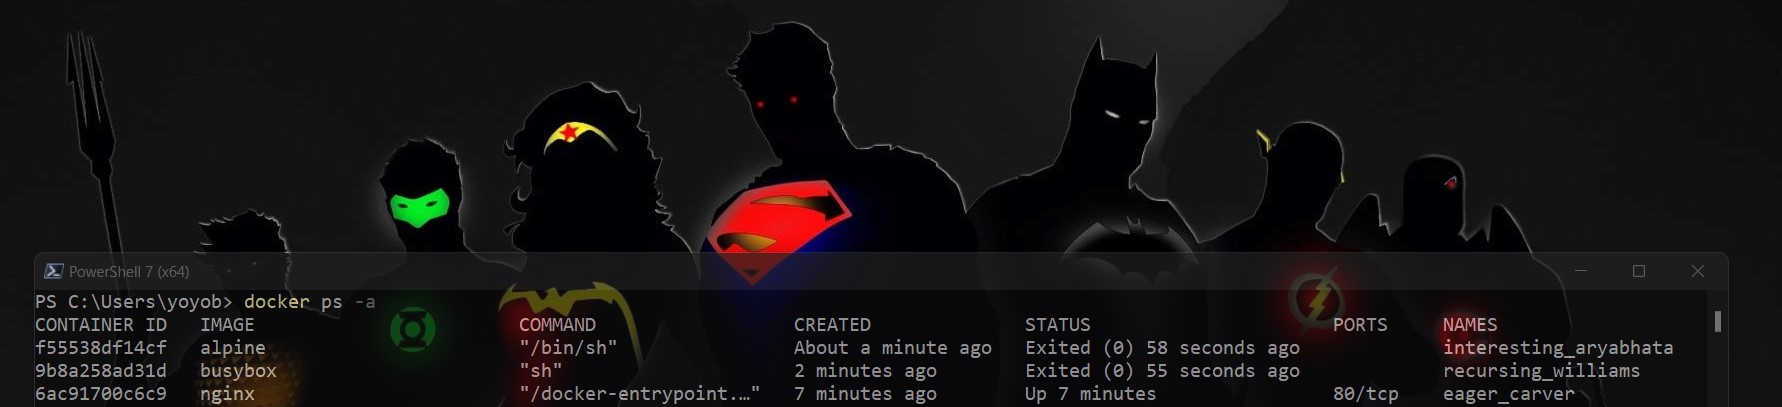 PowerShell 7 (x64)
PS C:\Users\yoyob> docker ps -a
CONTAINER ID   IMAGE   COMMAND   CREATED   STATUS   PORTS   NAMES
f55538df14cf   alpine   "/bin/sh"   About a minute ago   Exited (0) 58 seconds ago   interesting_aryabhata
9b8a258ad31d   busybox   "sh"   2 minutes ago   Exited (0) 55 seconds ago   recursing_williams
6ac91700c6c9   nginx   "/docker-entrypoint.…"   7 minutes ago   Up 7 minutes   80/tcp   eager_carver